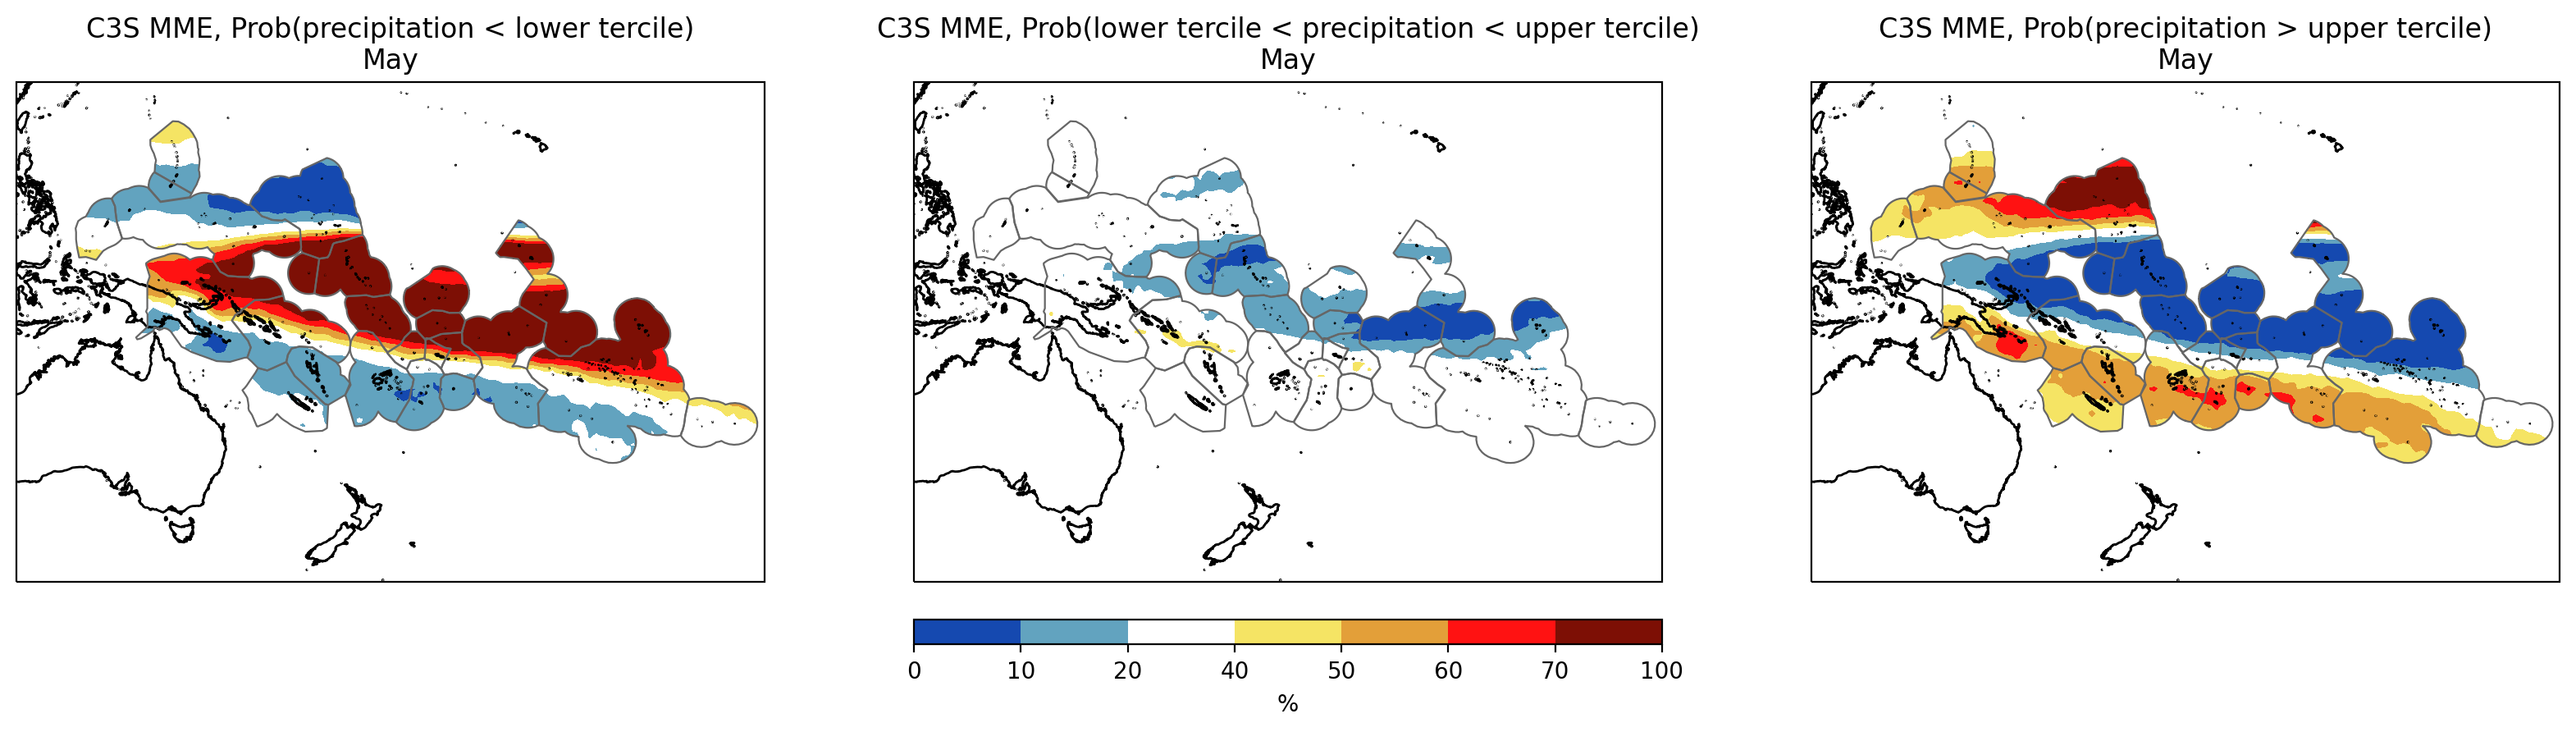 C3S MME, Prob(precipitation < lower tercile)
May
C3S MME, Prob(lower tercile < precipitation < upper tercile)
May
C3S MME, Prob(precipitation > upper tercile)
May
0 10 20 40 50 60 70 100
%